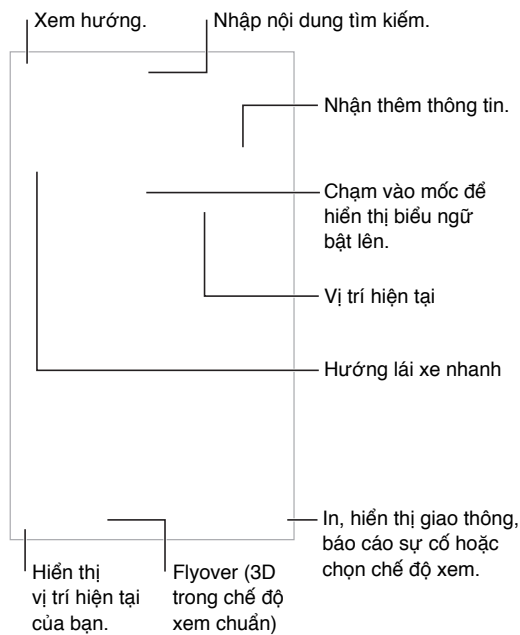 Xem hướng.
Nhập nội dung tìm kiếm.
Nhận thêm thông tin.
Chạm vào mốc để
hiển thị biểu ngữ
bật lên.
Vị trí hiện tại
Hướng lái xe nhanh
In, hiển thị giao thông,
báo cáo sự cố hoặc
chọn chế độ xem.
Hiển thị
vị trí hiện tại
của bạn.
Flyover (3D
trong chế độ
xem chuẩn)